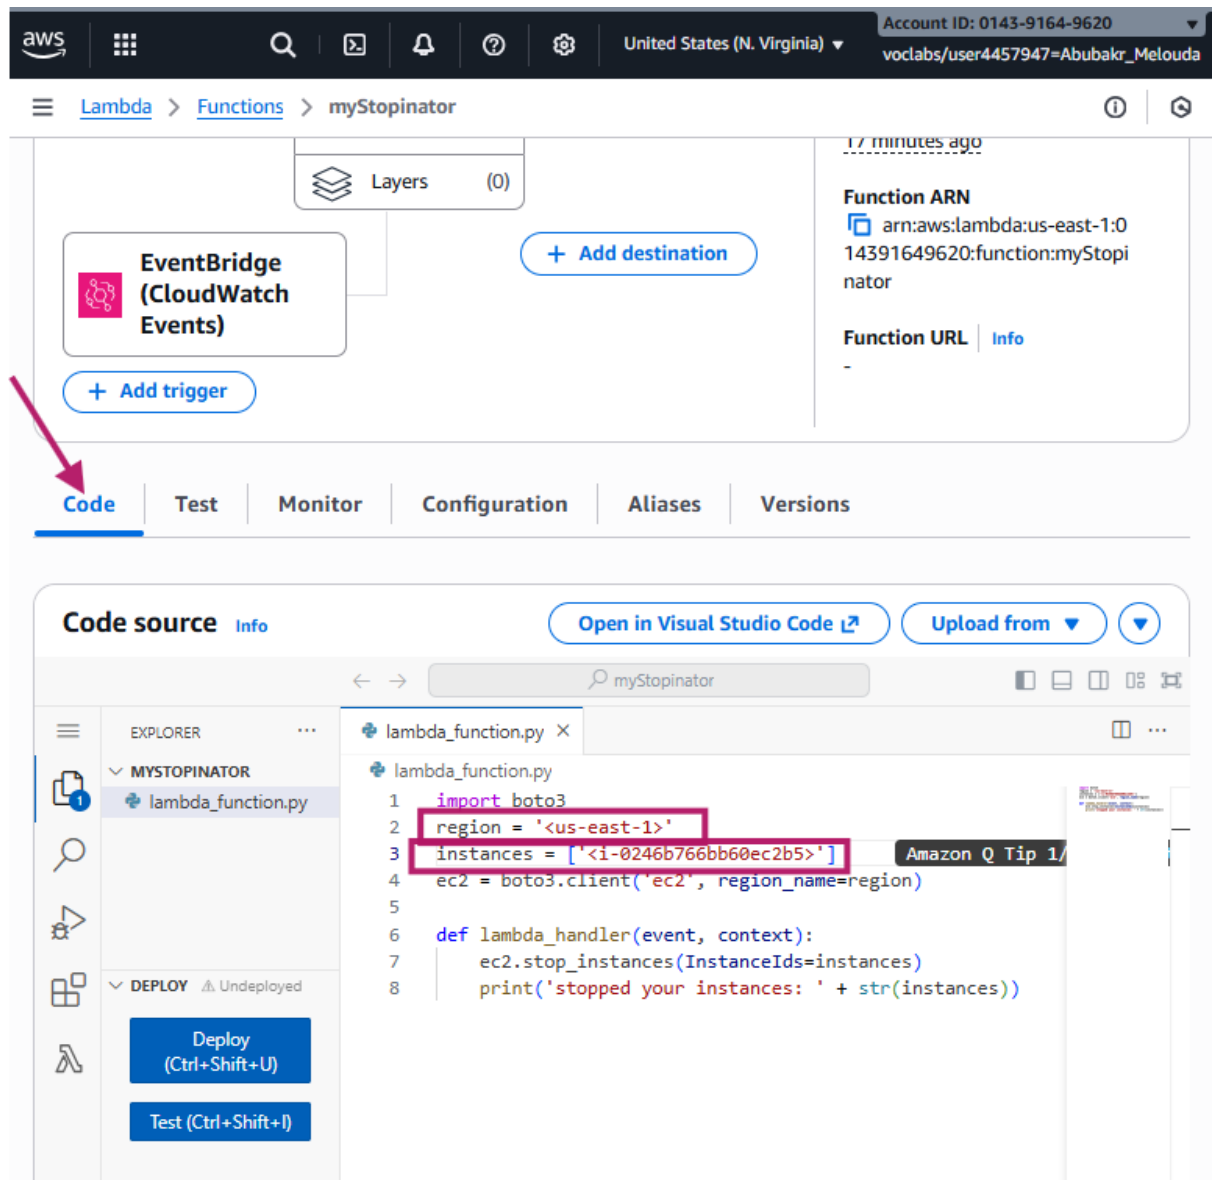 aws
United States (N. Virginia)
Account ID: 0143-9164-9620
voclabs/user4457947=Abubakr_Melouda
Lambda > Functions > myStopinator
17 minutes ago
Layers (0)
Function ARN
arn:aws:lambda:us-east-1:0
14391649620:function:myStopi
nator
EventBridge
(CloudWatch
Events)
+ Add destination
Function URL Info
-
+ Add trigger
Code Test Monitor Configuration Aliases Versions
Code source Info
Open in Visual Studio Code
Upload from
myStopinator
EXPLORER ...
lambda_function.py ×
MYSTOPINATOR
lambda_function.py
lambda_function.py
1
1 import boto3
2 region = '<us-east-1>'
3 instances = ['<i-0246b766bb60ec2b5>']
Amazon Q Tip 1/
4 ec2 = boto3.client('ec2', region_name=region)
5
6 def lambda_handler(event, context):
7 ec2.stop_instances(InstanceIds=instances)
8 print('stopped your instances: ' + str(instances))
DEPLOY Undeployed
Deploy
(Ctrl+Shift+U)
Test (Ctrl+Shift+I)